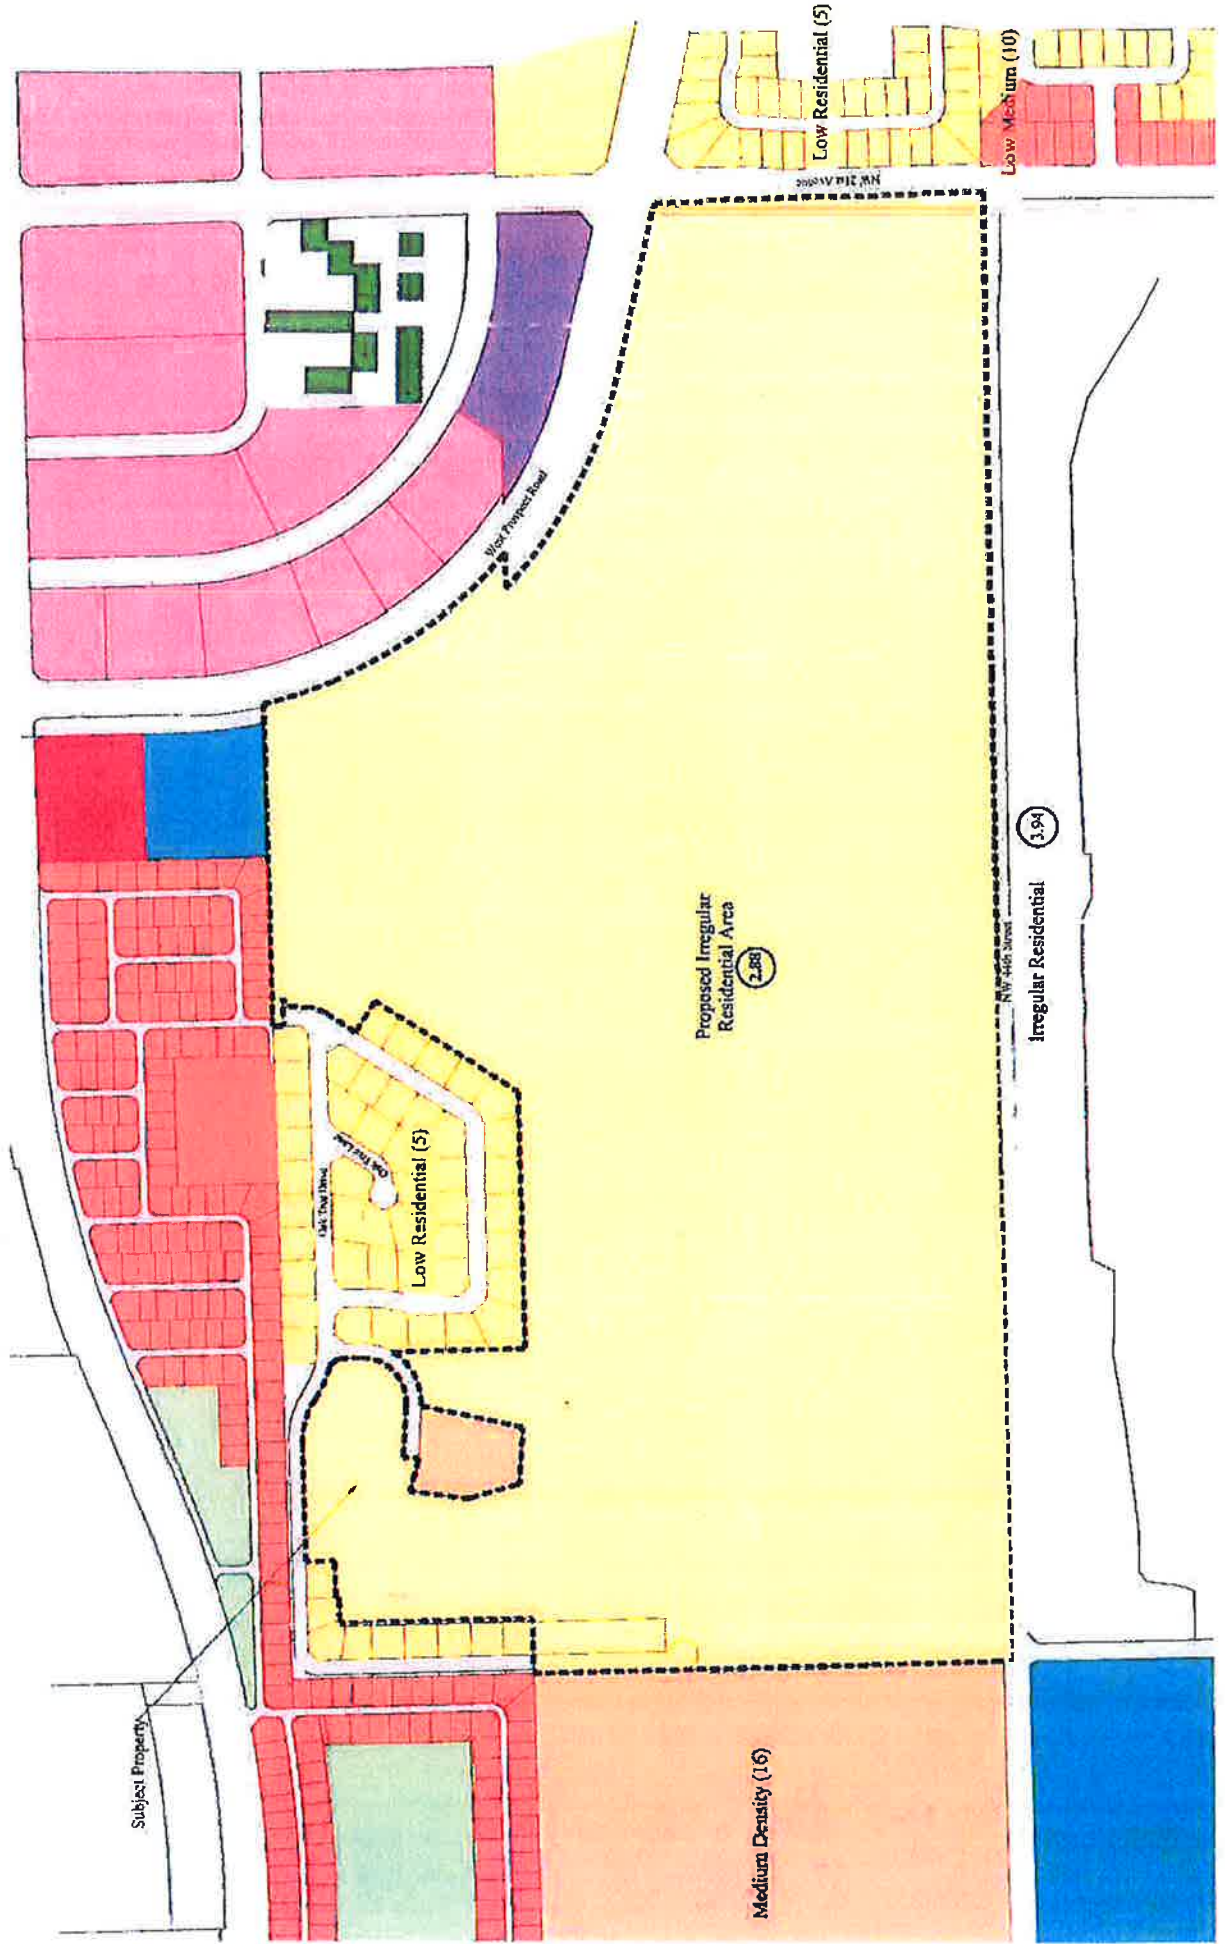 Subject Property
Medium Density (16)
Oak Tree Drive
Oak Tree Lane
Low Residential (5)
Proposed Irregular
Residential Area
2.88
Irregular Residential
3.94
NW 44th Street
West Prospect Road
NW 21st Avenue
Low Residential (5)
Low Medium (10)